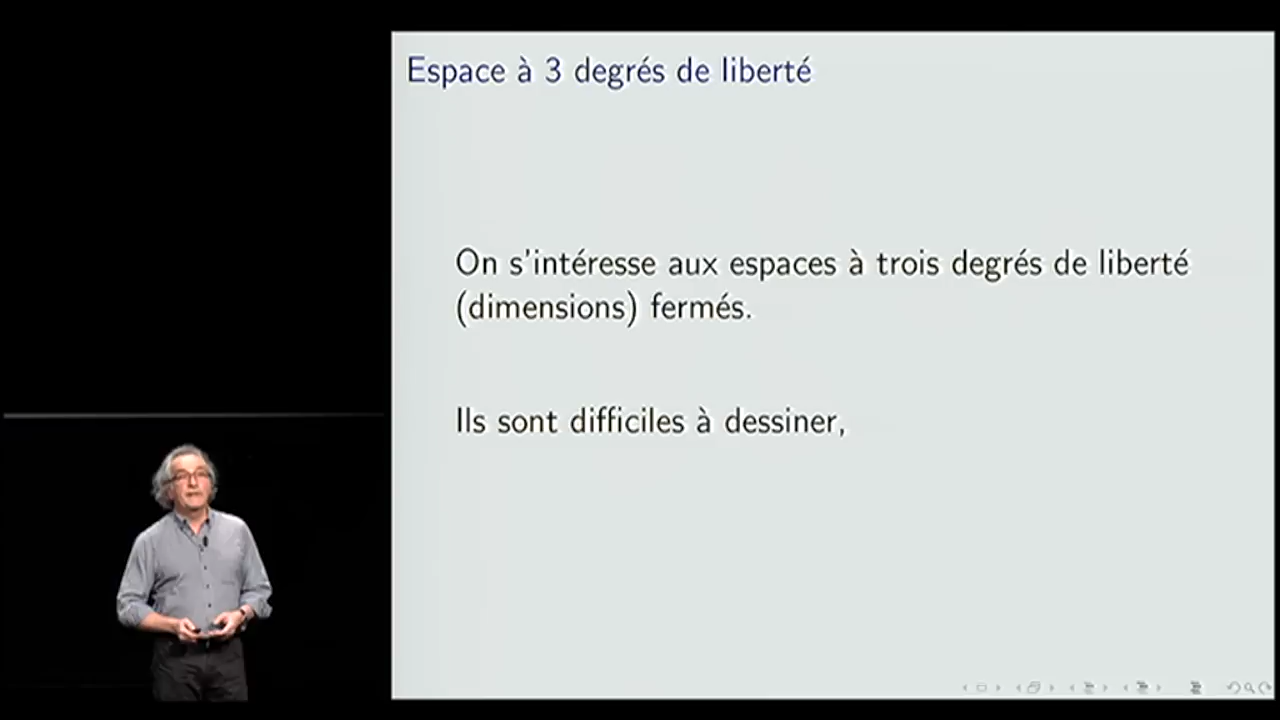 Espace à 3 degrés de liberté
On s'intéresse aux espaces à trois degrés de liberté
(dimensions) fermés.
Ils sont difficiles à dessiner,